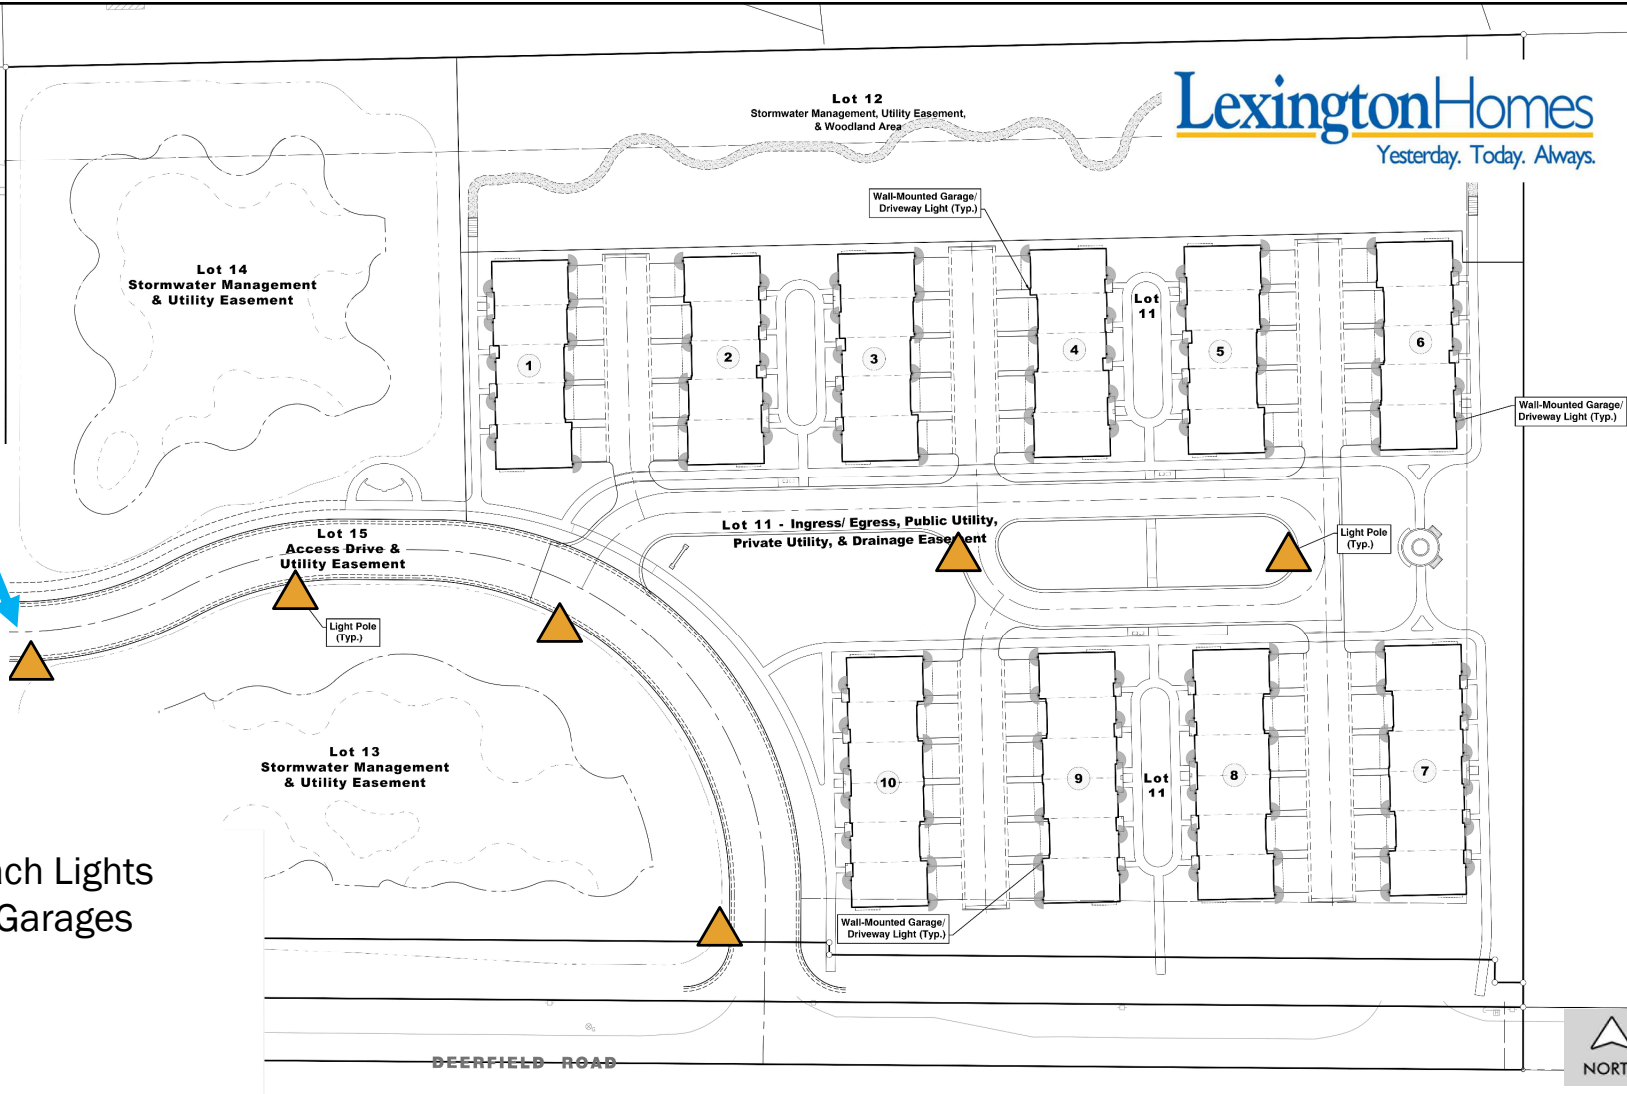 Lot 12
Stormwater Management, Utility Easement,
& Woodland Area
LexingtonHomes
Yesterday. Today. Always.
Wall-Mounted Garage/
Driveway Light (Typ.)
Lot 14
Stormwater Management
& Utility Easement
Lot
11
1
2
3
4
5
6
Wall-Mounted Garage/
Driveway Light (Typ.)
Lot 15
Access Drive &
Utility Easement
Lot 11 - Ingress/ Egress, Public Utility,
Private Utility, & Drainage Easement
Light Pole
(Typ.)
Light Pole
(Typ.)
Lot 13
Stormwater Management
& Utility Easement
10
9
Lot
11
8
7
Lights
Garages
Wall-Mounted Garage/
Driveway Light (Typ.)
DEERFIELD ROAD